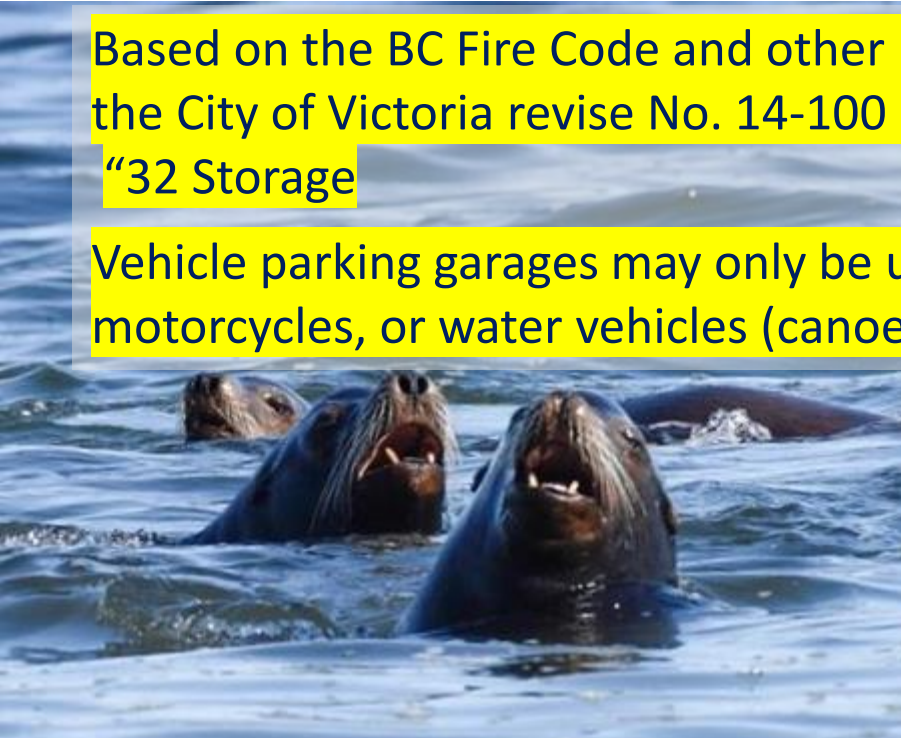 Based on the BC Fire Code and other
the City of Victoria revise No. 14-100
“32 Storage
Vehicle parking garages may only be
motorcycles, or water vehicles (canoe